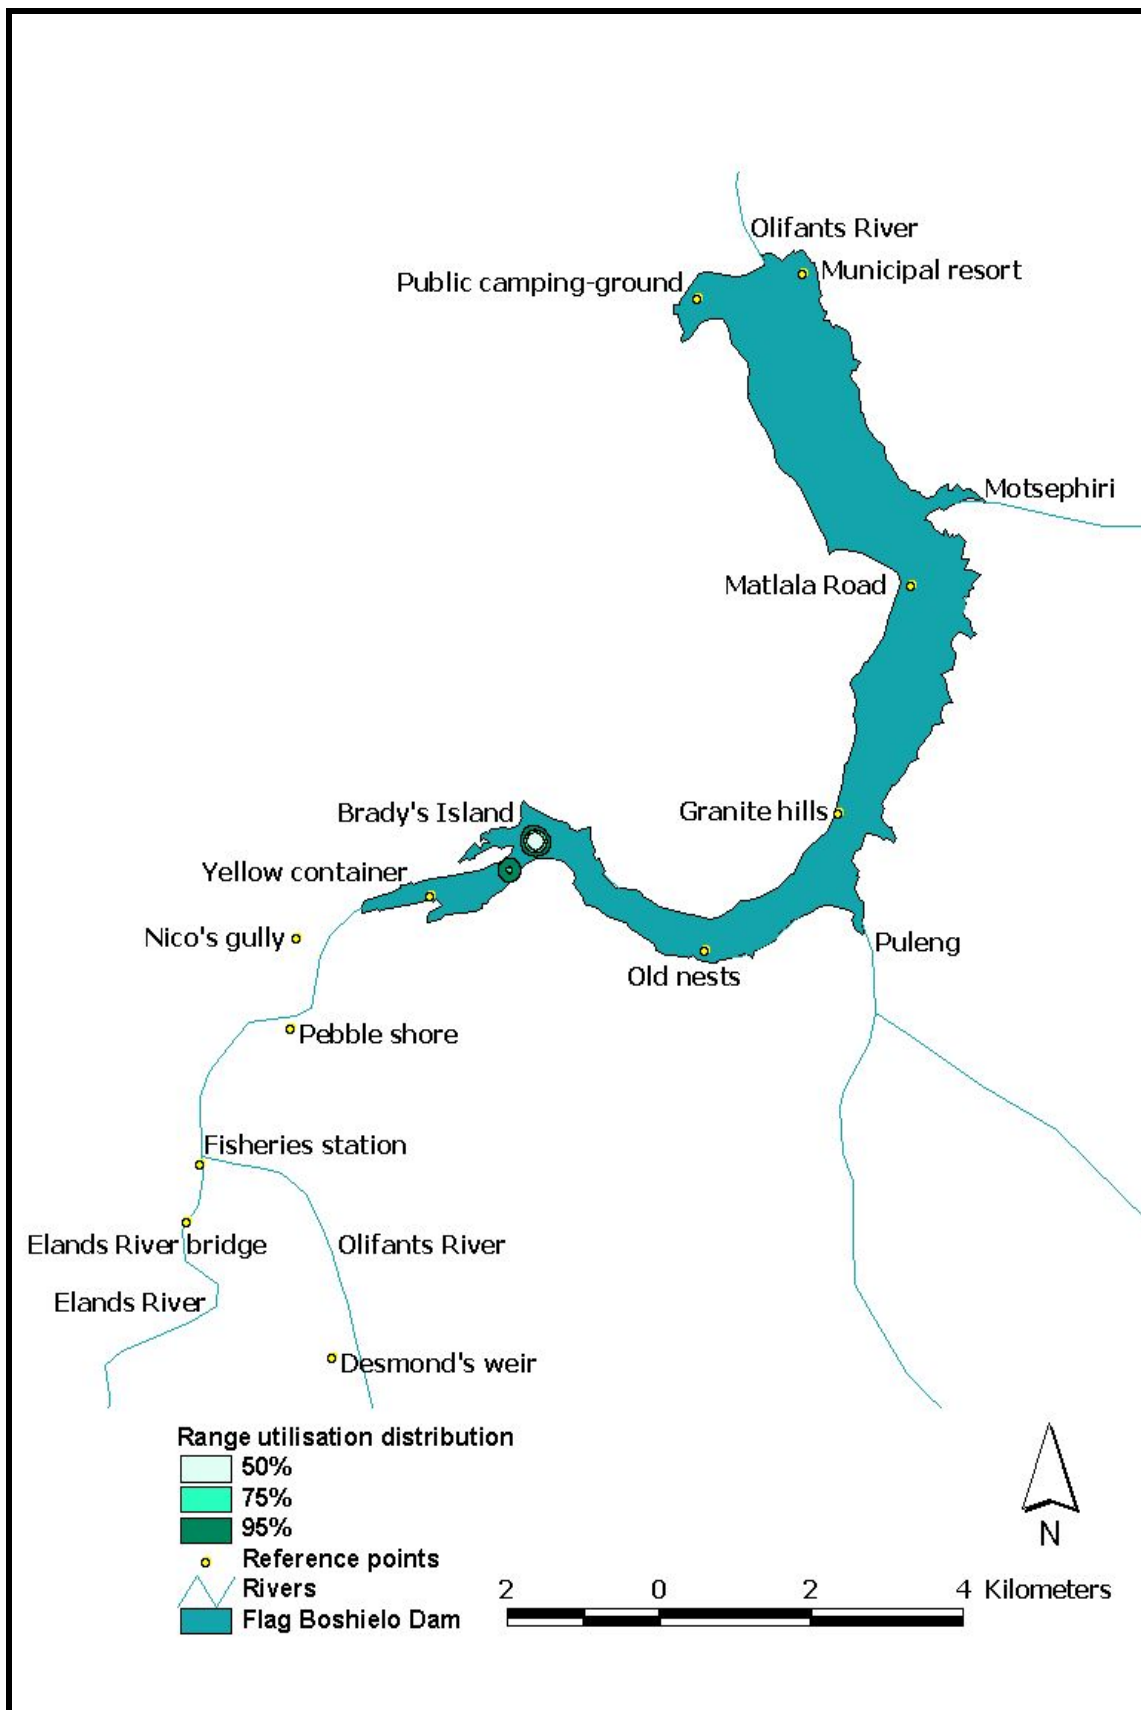 Olifants River
Municipal resort
Public camping-ground
Motsephiri
Matlala Road
Brady's Island
Granite hills
Yellow container
Nico's gully
Puleng
Old nests
Pebble shore
Fisheries station
Elands River bridge
Olifants River
Elands River
Desmond's weir
Range utilisation distribution
50%
75%
95%
Reference points
Rivers
Flag Boshielo Dam
N
2 0 2 4 Kilometers